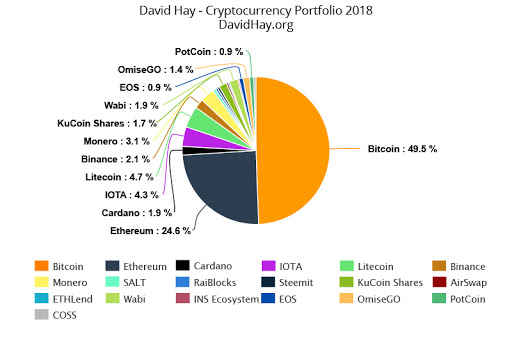 David Hay - Cryptocurrency Portfolio 2018
DavidHay.org
PotCoin : 0.9 %
OmiseGO : 1.4 %
EOS : 0.9 %
Wabi : 1.9 %
KuCoin Shares : 1.7 %
Monero : 3.1 %
Binance : 2.1 %
Litecoin : 4.7 %
IOTA : 4.3 %
Cardano : 1.9 %
Ethereum : 24.6 %
Bitcoin : 49.5 %
Bitcoin Ethereum Cardano IOTA Litecoin Binance
Monero SALT RaiBlocks Steemit KuCoin Shares AirSwap
ETHLend Wabi INS Ecosystem EOS OmiseGO PotCoin
COSS